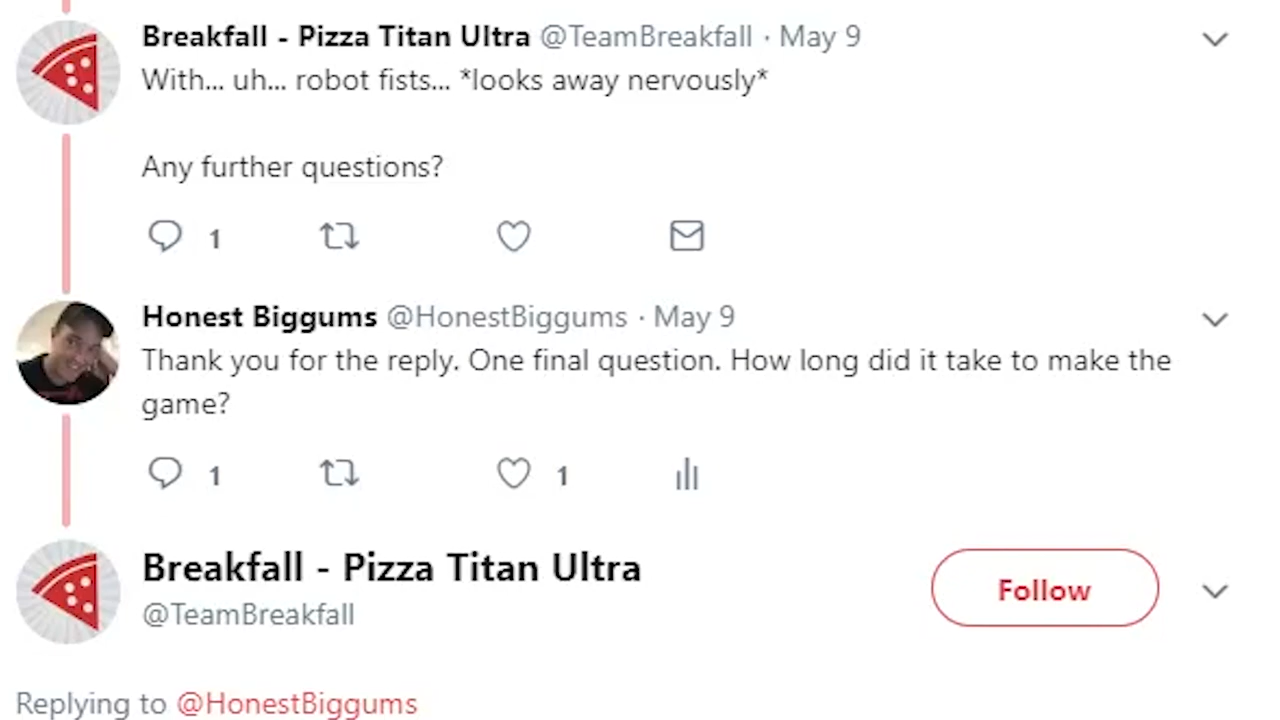 Breakfall - Pizza Titan Ultra @TeamBreakfall · May 9
With... uh... robot fists... *looks away nervously*
Any further questions?
1
Honest Biggums @HonestBiggums · May 9
Thank you for the reply. One final question. How long did it take to make the
game?
1 1
Breakfall - Pizza Titan Ultra
@TeamBreakfall
Follow
Replying to @HonestBiggums